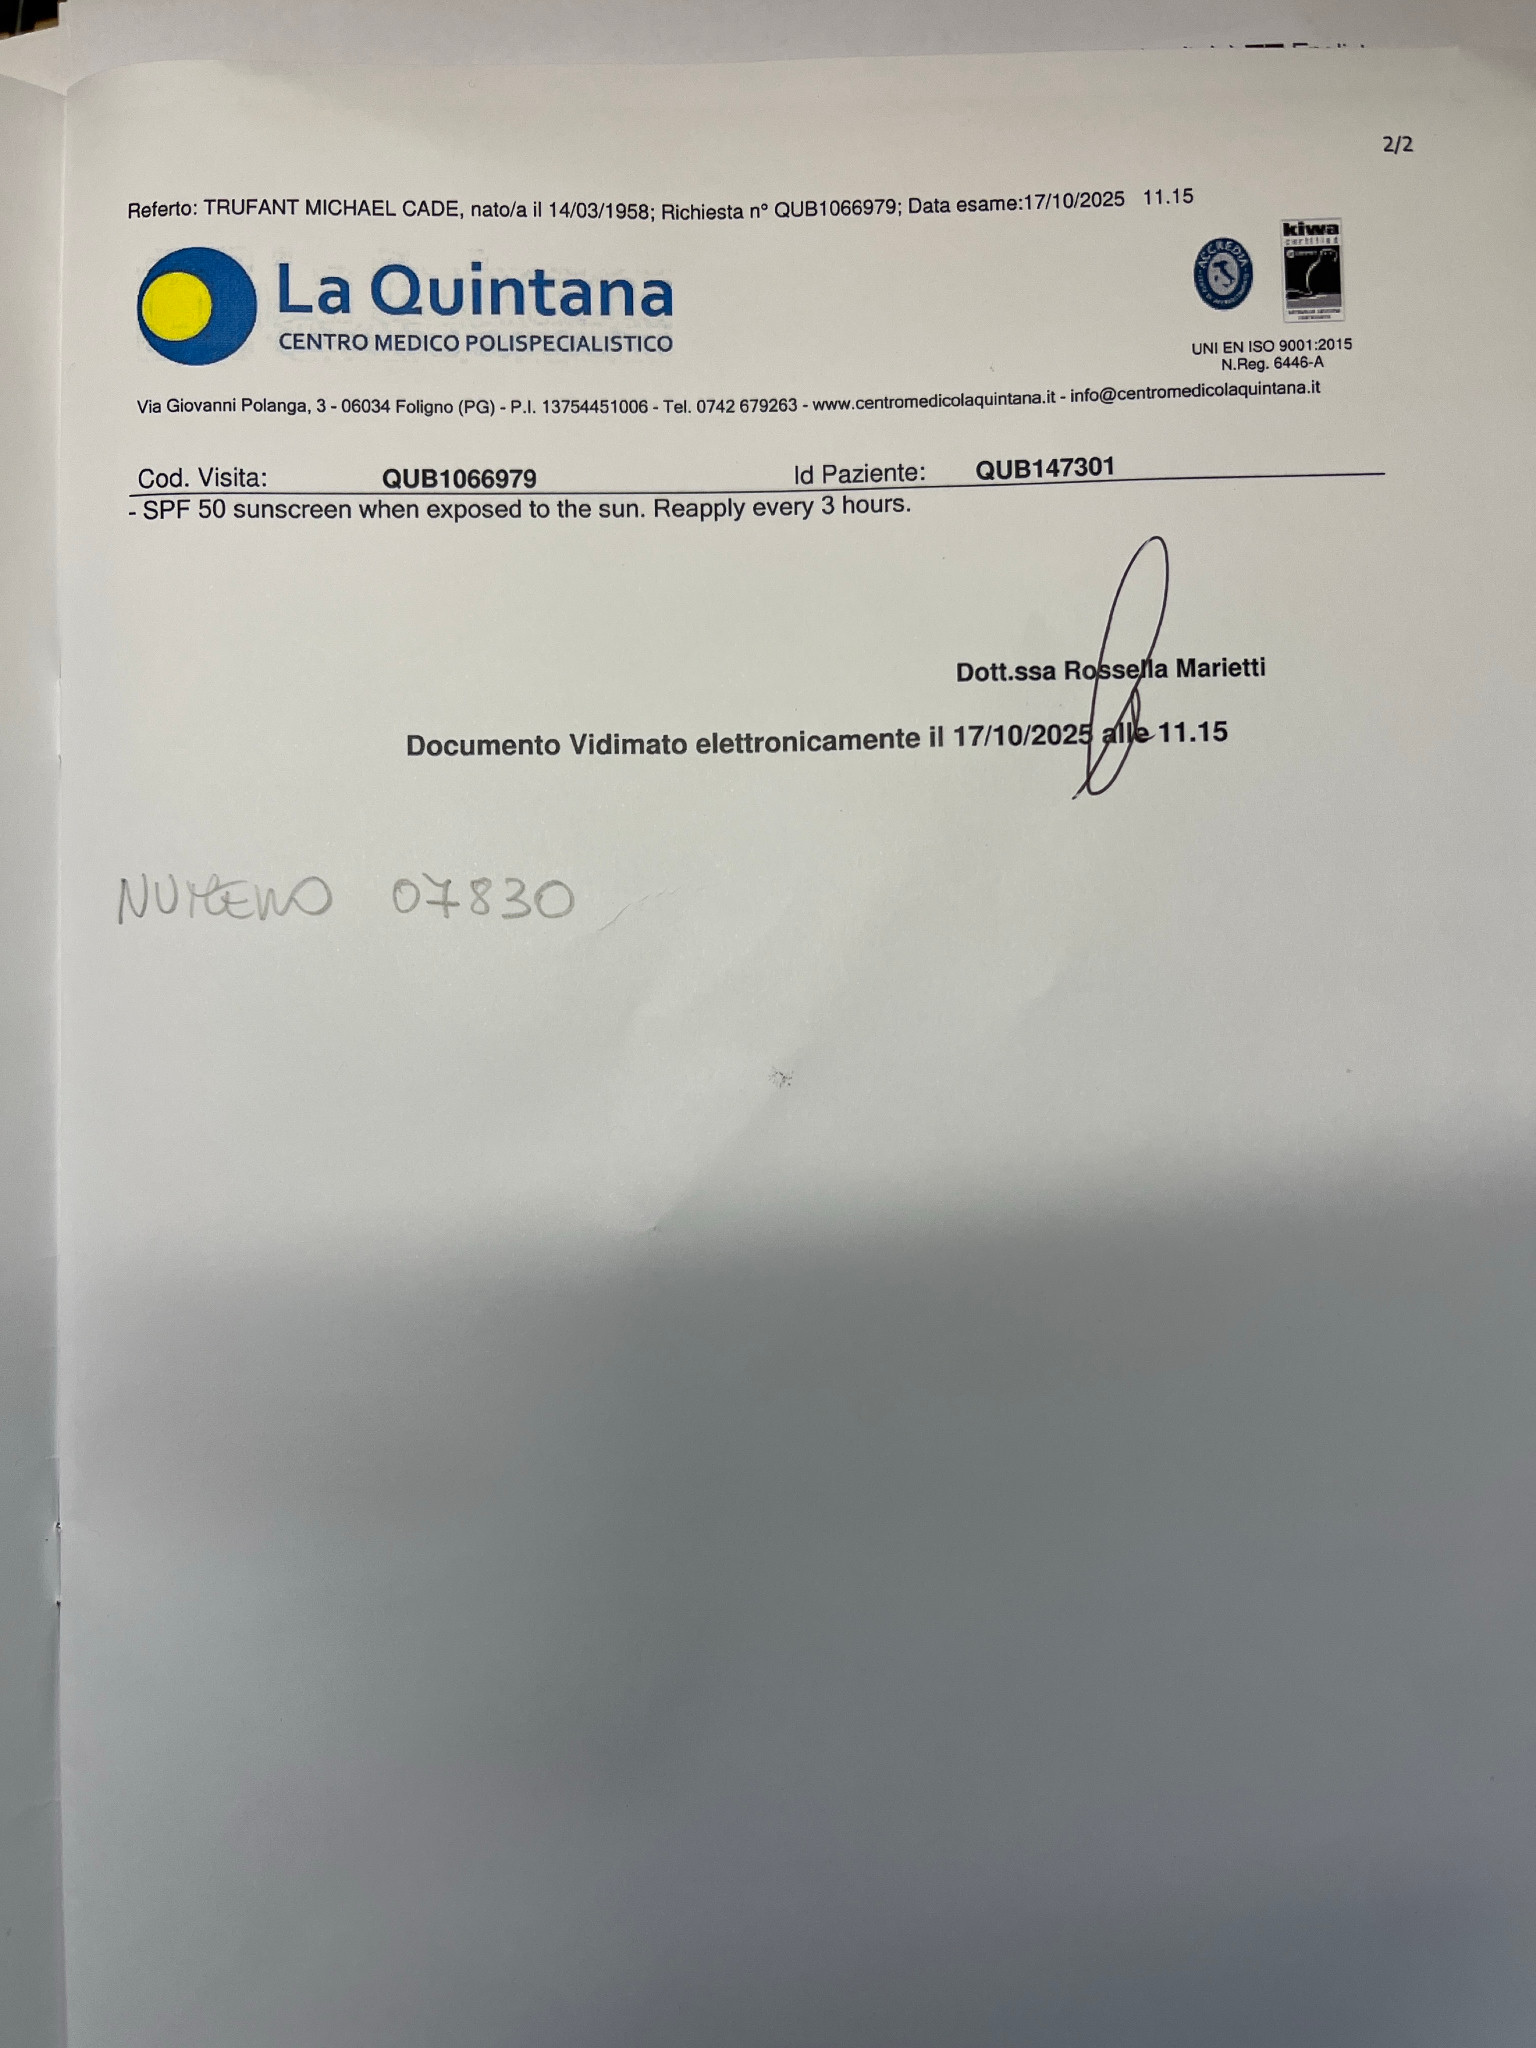 2/2
Referto: TRUFANT MICHAEL CADE, nato/a il 14/03/1958; Richiesta n° QUB1066979; Data esame:17/10/2025 11.15
La Quintana
CENTRO MEDICO POLISPECIALISTICO
ACCREDIA
kiwa
certified
UNI EN ISO 9001:2015
N.Reg. 6446-A
Via Giovanni Polanga, 3 - 06034 Foligno (PG) - P.I. 13754451006 - Tel. 0742 679263 - www.centromedicolaquintana.it - info@centromedicolaquintana.it
Cod. Visita: QUB1066979 Id Paziente: QUB147301
- SPF 50 sunscreen when exposed to the sun. Reapply every 3 hours.
Dott.ssa Rossella Marietti
Documento Vidimato elettronicamente il 17/10/2025 alle 11.15
NUMERO 07830